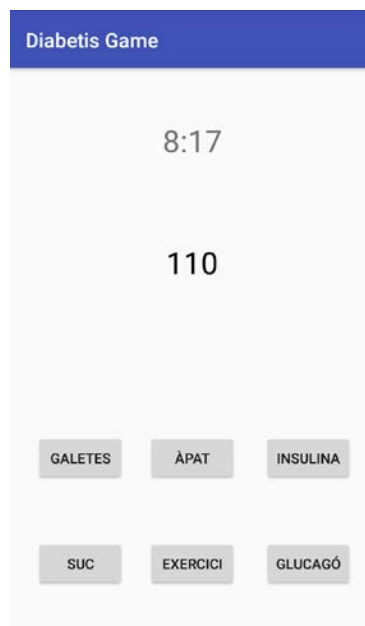 Diabetis Game
8:17
110
GALETES ÀPAT INSULINA
SUC EXERCICI GLUCAGÓ